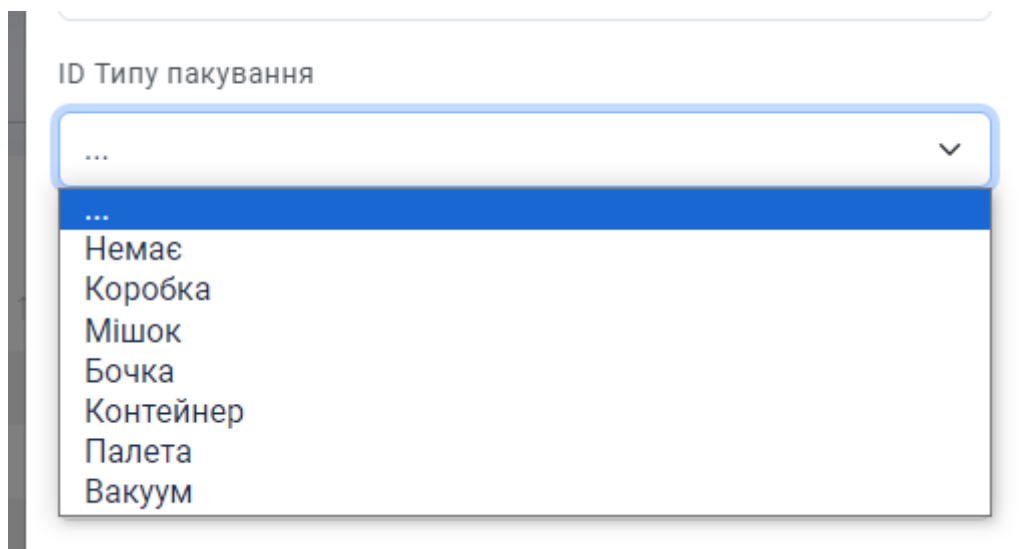 ID Типу пакування
...
...
Немає
Коробка
Мішок
Бочка
Контейнер
Палета
Вакуум